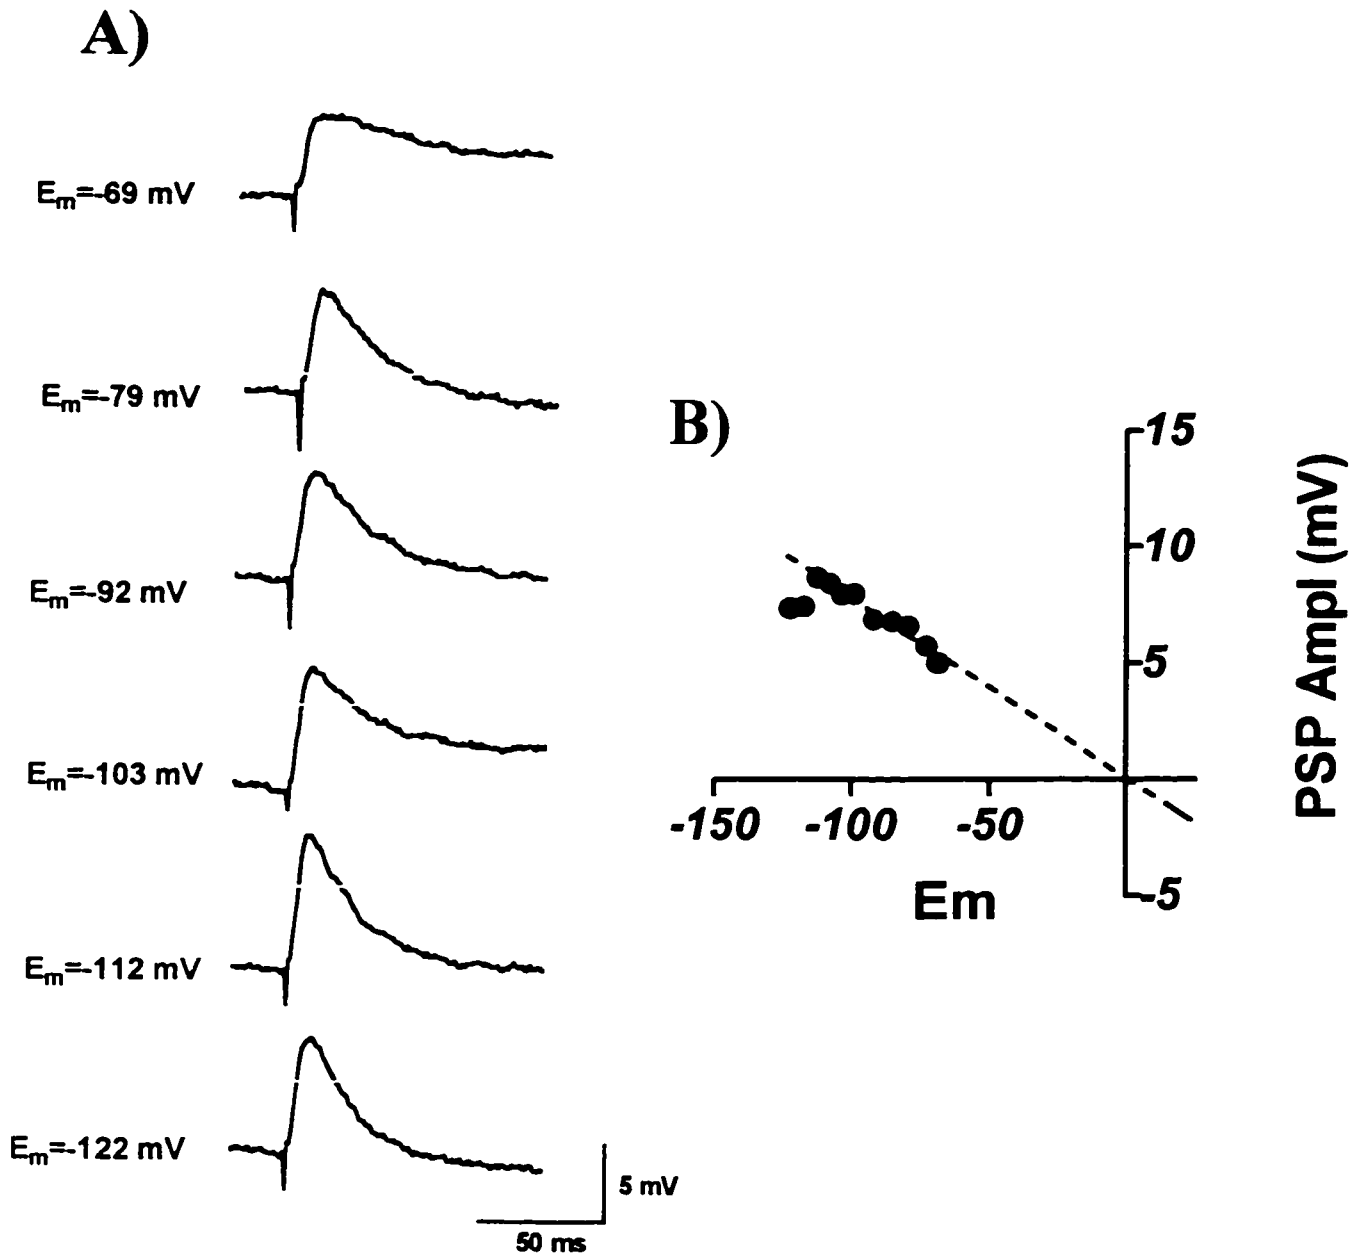 A)
Em=-69 mV
Em=-79 mV
Em=-92 mV
Em=-103 mV
Em=-112 mV
Em=-122 mV
5 mV
50 ms
B)
15
10
5
-5
-150 -100 -50
Em
PSP Ampl (mV)